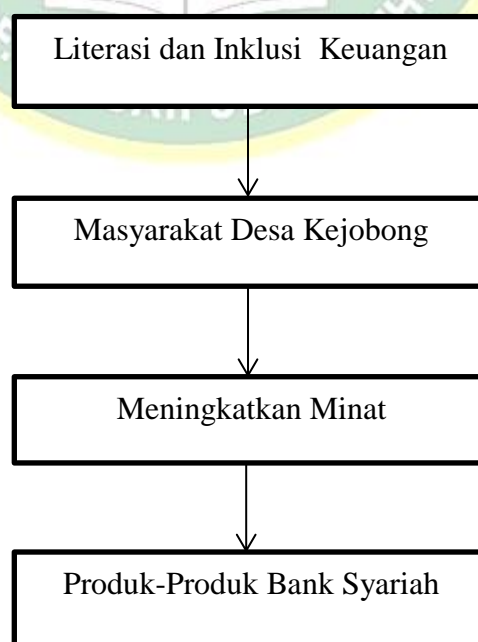 Literasi dan Inklusi Keuangan
Masyarakat Desa Kejobong
Meningkatkan Minat
Produk-Produk Bank Syariah